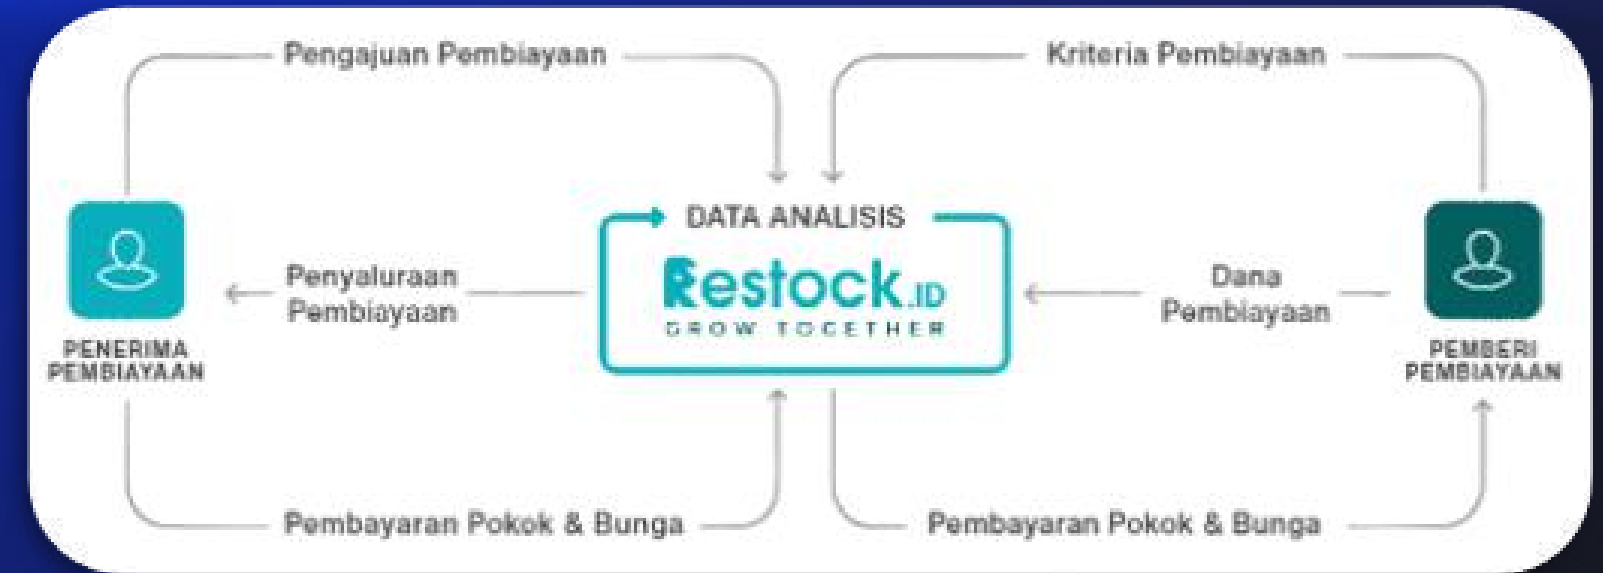 Pengajuan Pembiayaan
Kriteria Pembiayaan
DATA ANALISIS
Restock.ID
GROW TOGETHER
Penyaluraan
Pembiayaan
Dana
Pembiayaan
PENERIMA
PEMBIAYAAN
PEMBERI
PEMBIAYAAN
Pembayaran Pokok & Bunga
Pembayaran Pokok & Bunga